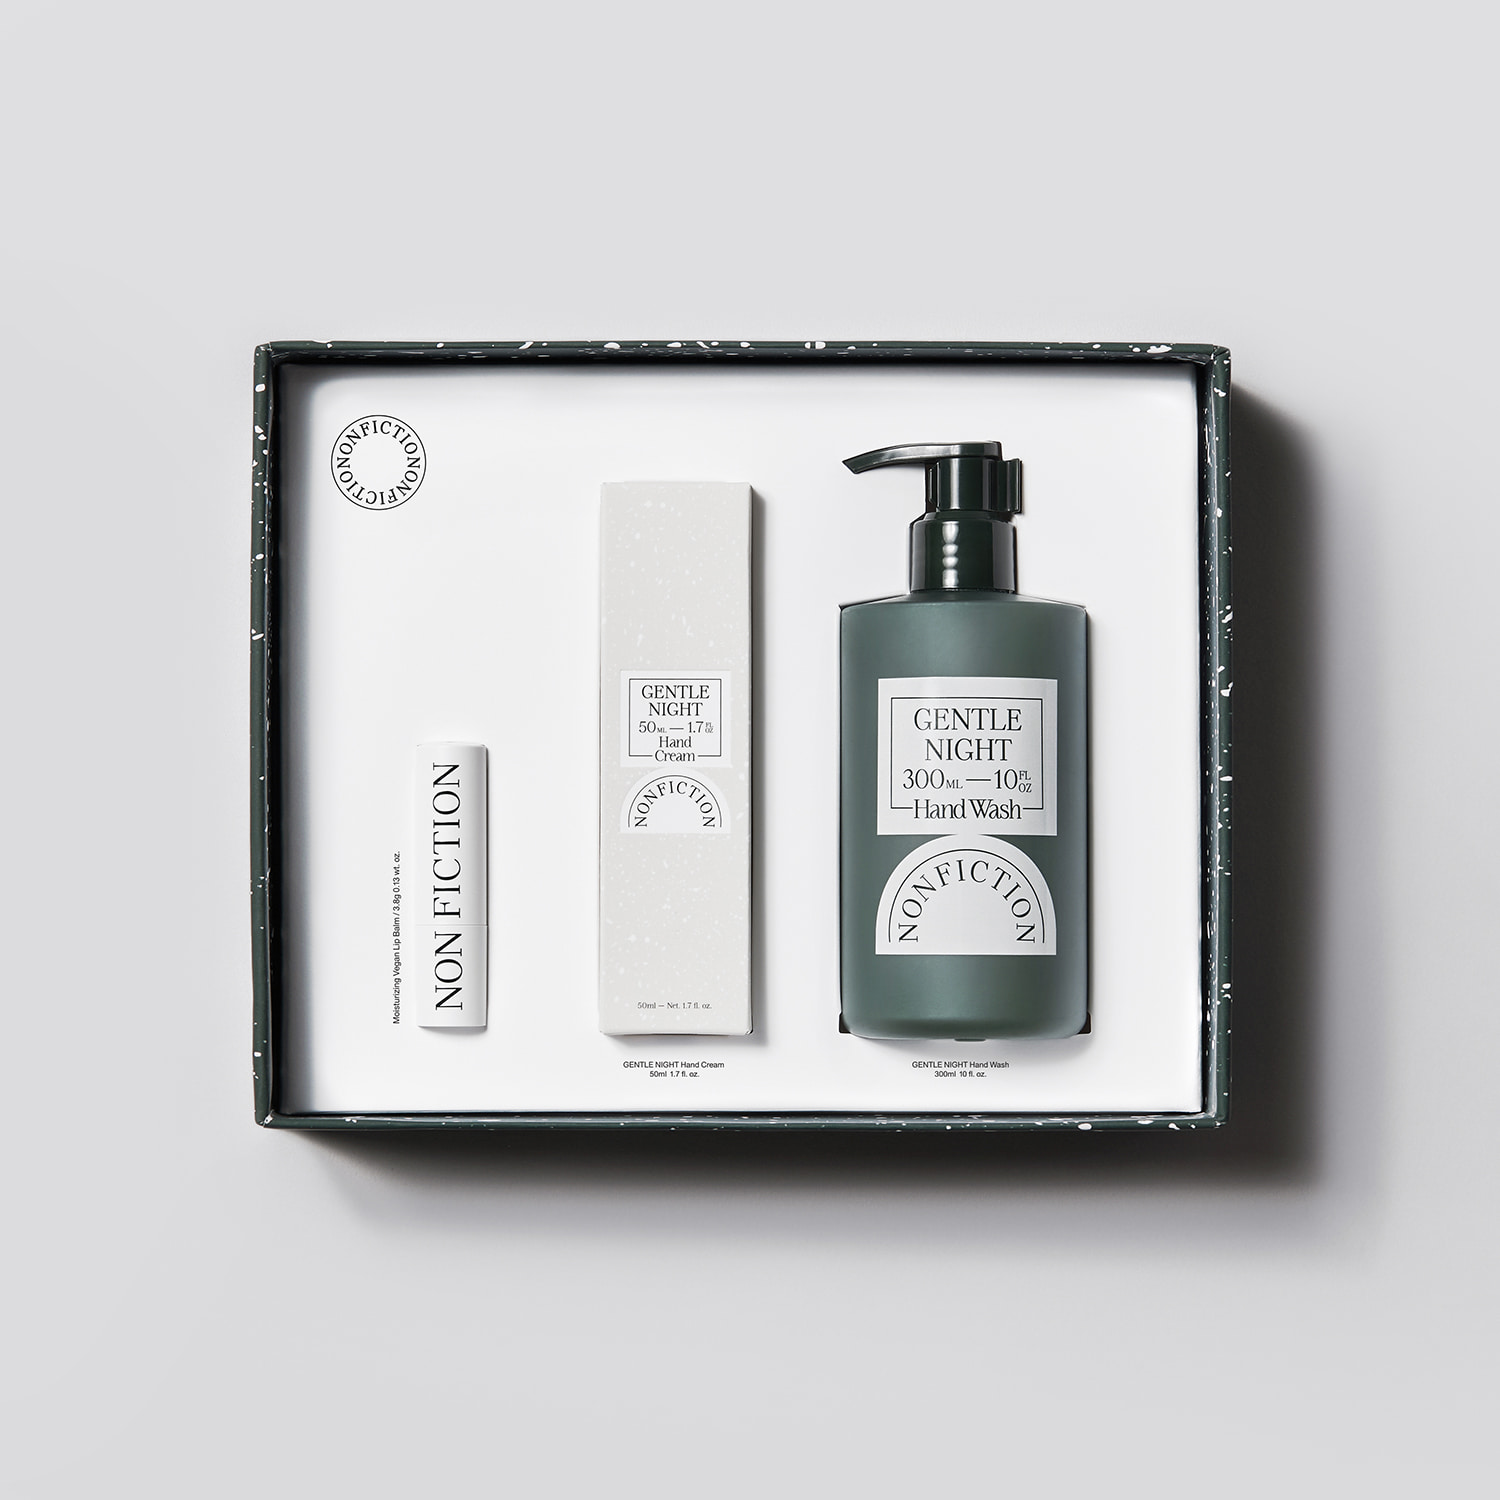 NONFICTIONNONFICTION
Moisturizing Vegan Lip Balm / 3.8g 0.13 wt. oz.
NON FICTION
GENTLE
NIGHT
50ML — 1.7 FL OZ
Hand
Cream
NONFICTION
50ml — Net. 1.7 fl. oz.
GENTLE NIGHT Hand Cream
50ml 1.7 fl. oz.
GENTLE
NIGHT
300ML — 10 FL OZ
Hand Wash
NONFICTION
GENTLE NIGHT Hand Wash
300ml 10 fl. oz.